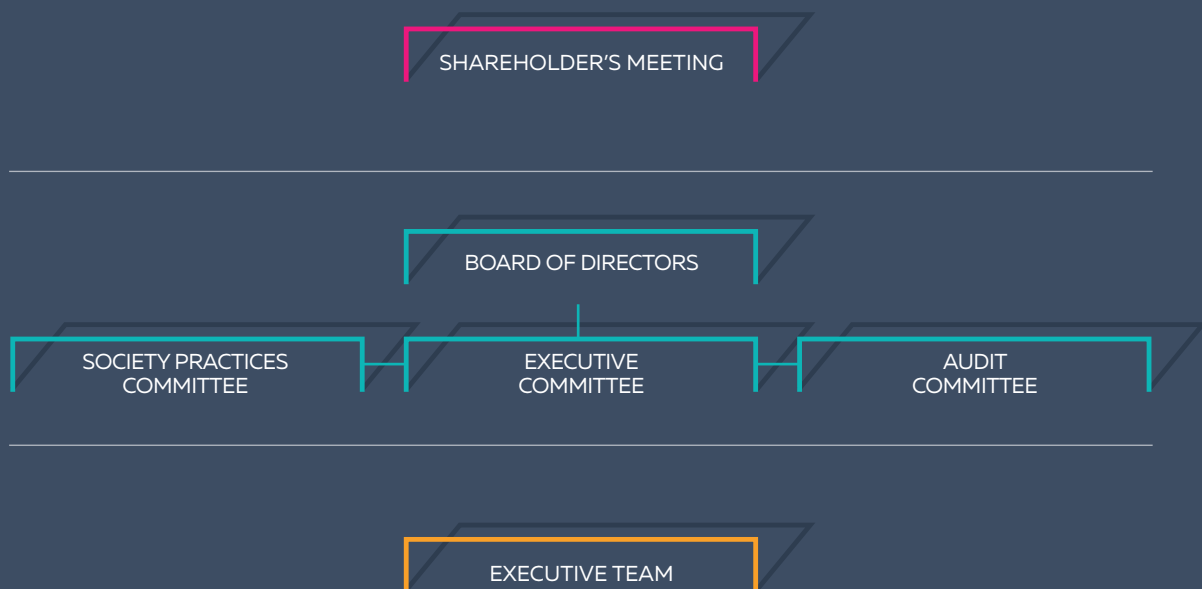 SHAREHOLDER'S MEETING
BOARD OF DIRECTORS
SOCIETY PRACTICES
COMMITTEE
EXECUTIVE
COMMITTEE
AUDIT
COMMITTEE
EXECUTIVE TEAM